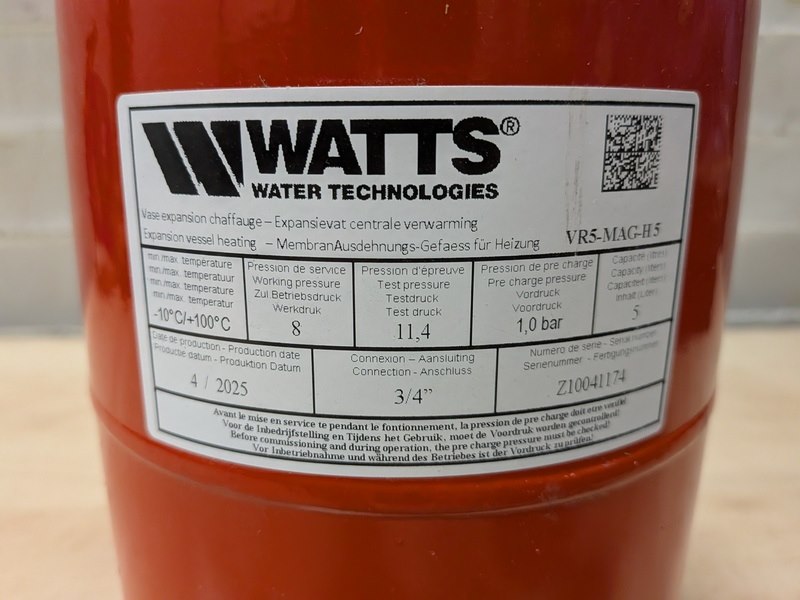 WATTS®
WATER TECHNOLOGIES
Vase expansion chaffauge – Expansievat centrale verwarming
Expansion vessel heating – MembranAusdehnungs-Gefaess für Heizung
VR5-MAG-H5
min./max. température
min./max. temperatuur
min./max. temperature
min./max. temperatur
-10°C/+100°C
Pression de service
Working pressure
Zul.Betriebsdruck
Werkdruk
8
Pression d'épreuve
Test pressure
Testdruck
Test druck
11,4
Pression de pre charge
Pre charge pressure
Vordruck
Voordruck
1,0 bar
Capacité (litres)
Capacity (liters)
Capaciteit (liters)
Inhalt (Liter)
5
Date de production - Production date
Productie datum - Produktion Datum
4 / 2025
Connexion – Aansluiting
Connection - Anschluss
3/4”
Numero de serie - Serial number
Serienummer - Fertigungsnummer
Z10041174
Avant le mise en service te pendant le fontionnement, la pression de pre charge doit etre verifié!
Voor de Inbedrijfstelling en Tijdens het Gebruik, moet de Voordruk worden gecontroleerd!
Before commissioning and during operation, the pre charge pressure must be checked!
Vor Inbetriebnahme und während des Betriebes ist der Vordruck zu prüfen!